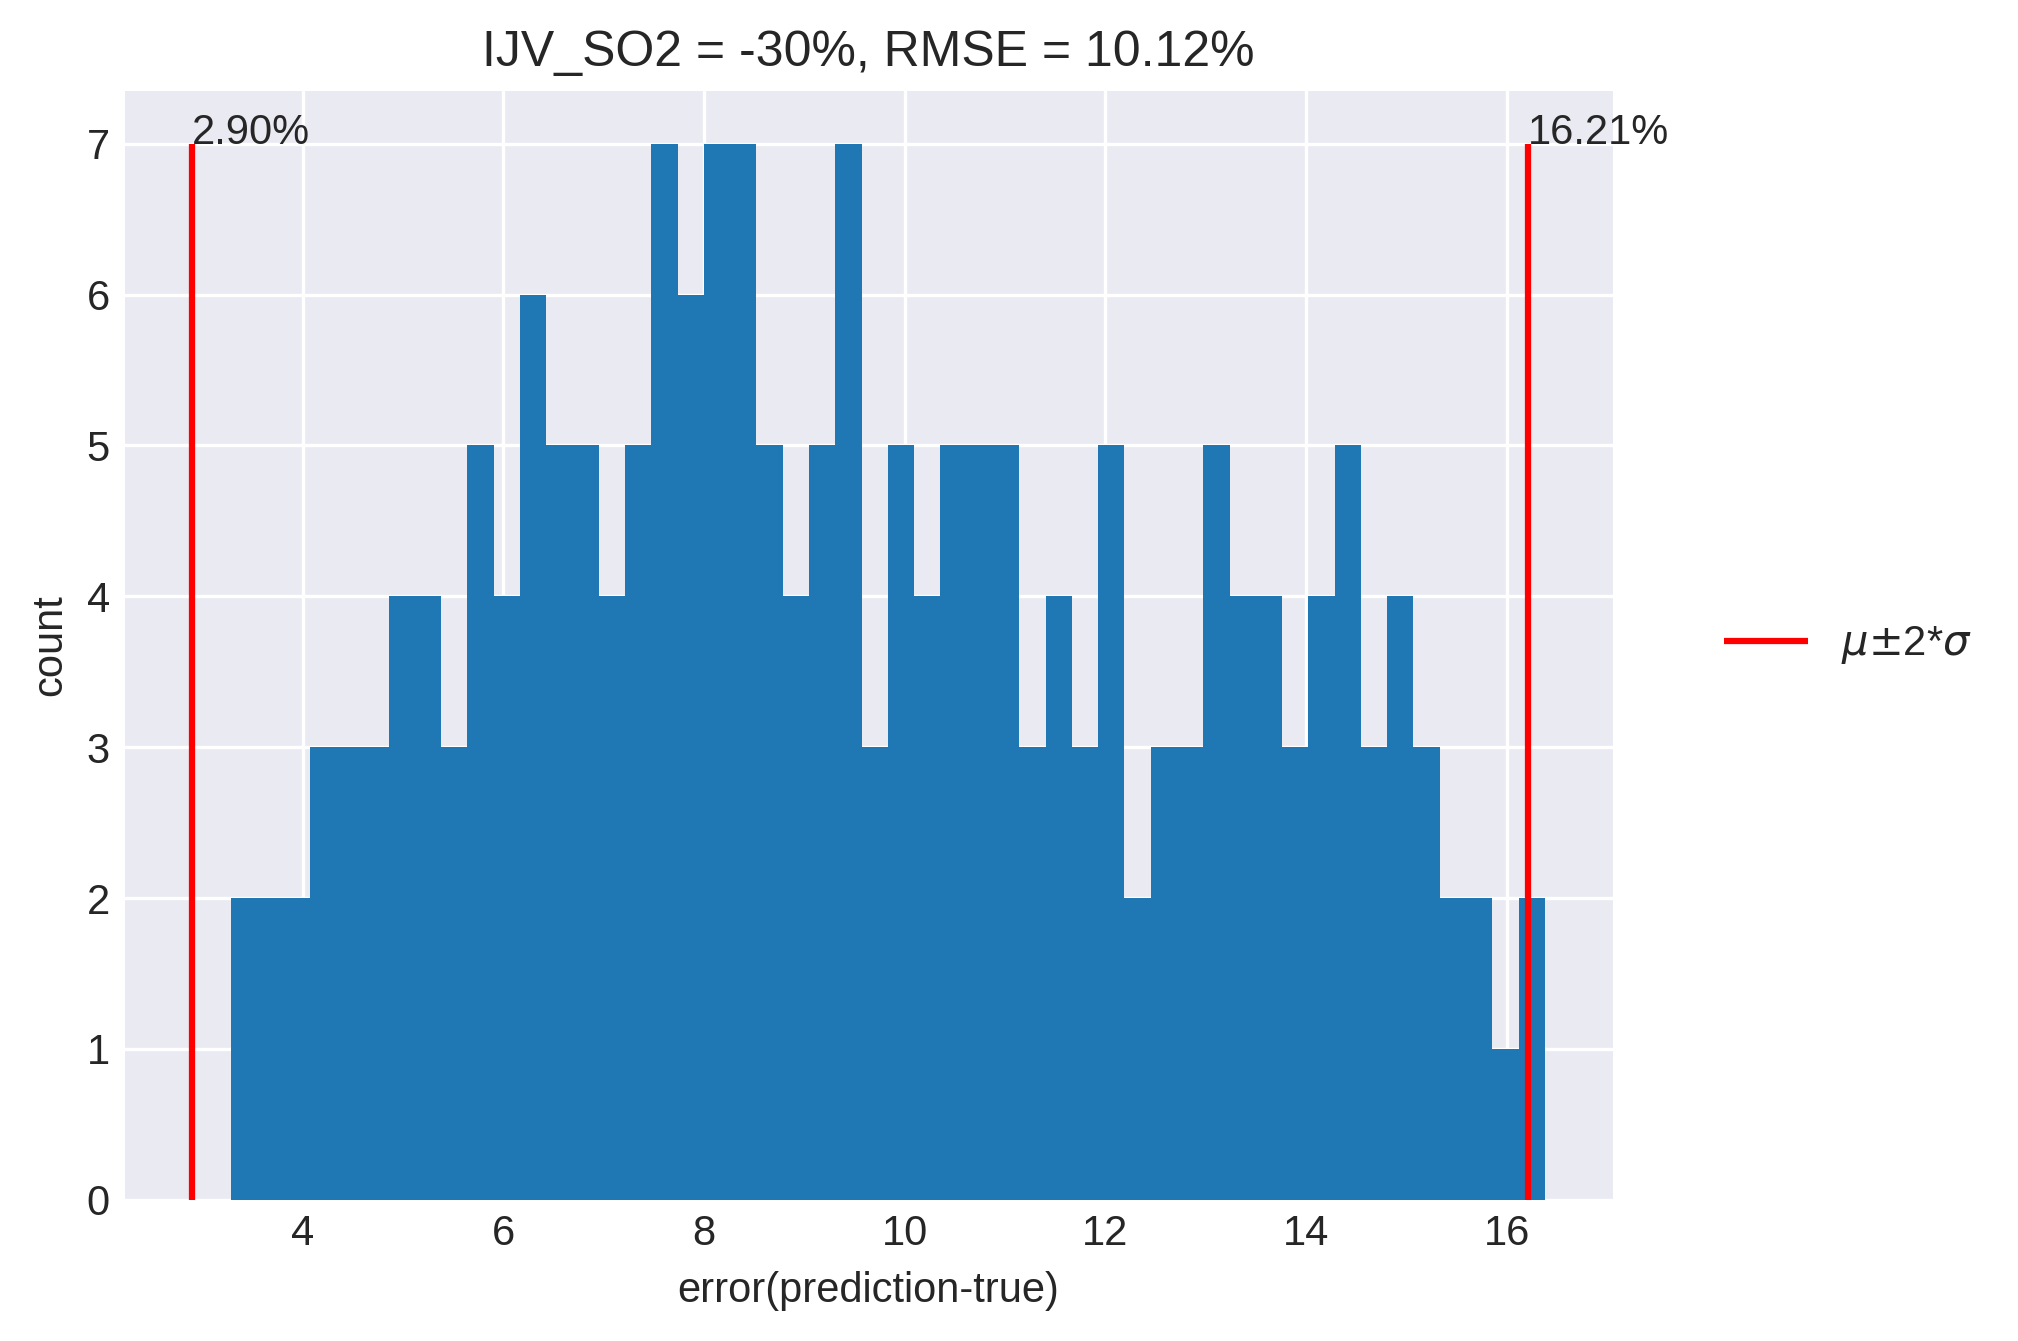 IJV_SO2 = -30%, RMSE = 10.12%
2.90%
16.21%
7
6
5
4
3
2
1
0
count
4 6 8 10 12 14 16
error(prediction-true)
μ±2*σ